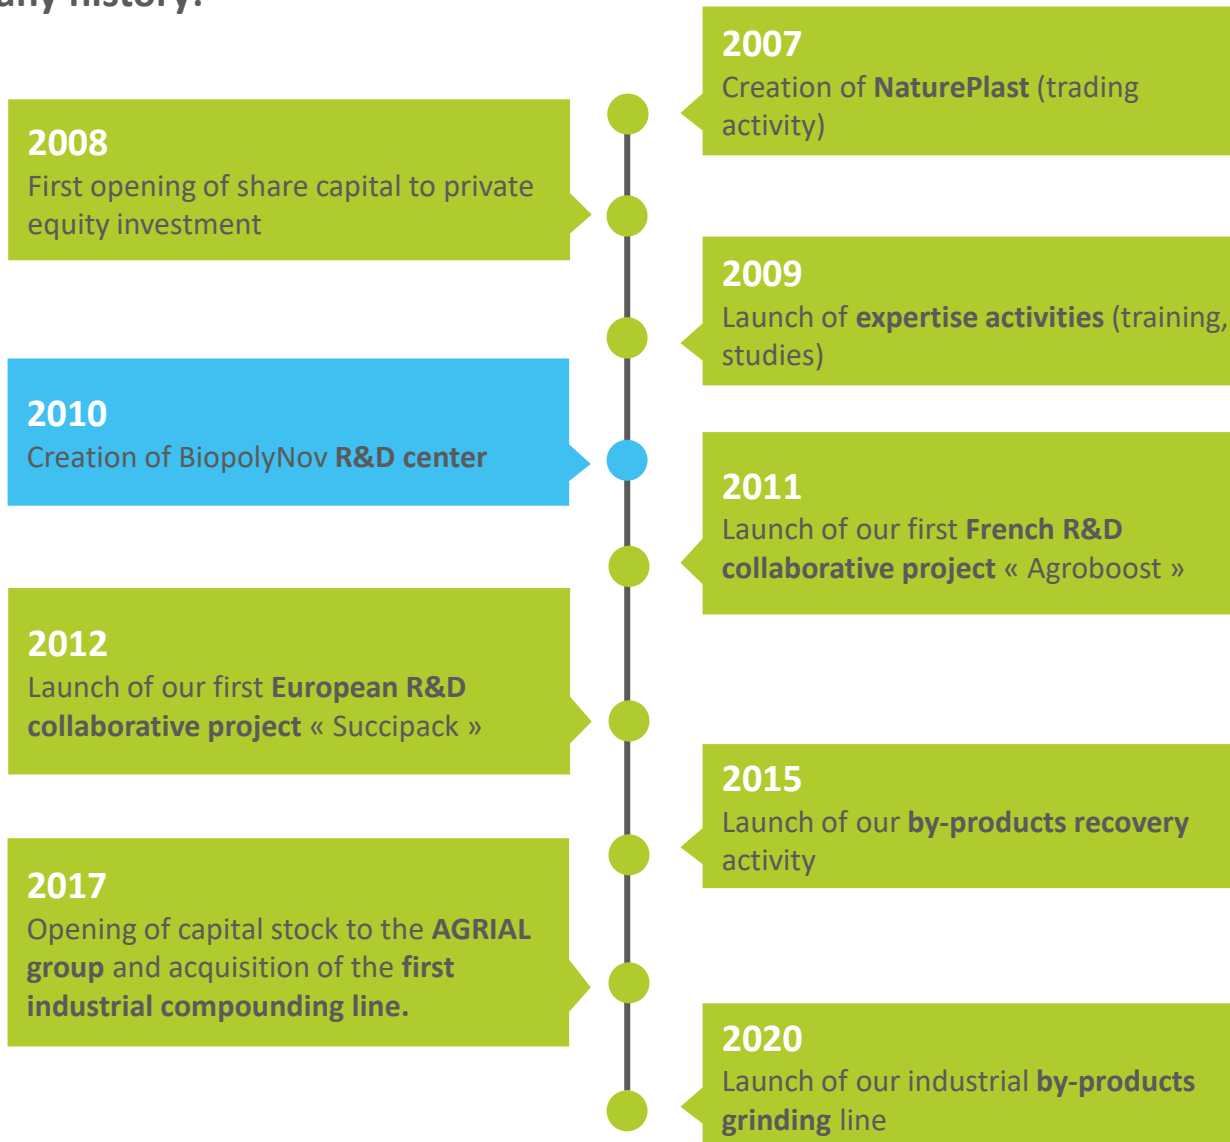 any history:
2007
Creation of NaturePlast (trading
activity)
2008
First opening of share capital to private
equity investment
2009
Launch of expertise activities (training,
studies)
2010
Creation of BiopolyNov R&D center
2011
Launch of our first French R&D
collaborative project « Agroboost »
2012
Launch of our first European R&D
collaborative project « Succipack »
2015
Launch of our by-products recovery
activity
2017
Opening of capital stock to the AGRIAL
group and acquisition of the first
industrial compounding line.
2020
Launch of our industrial by-products
grinding line